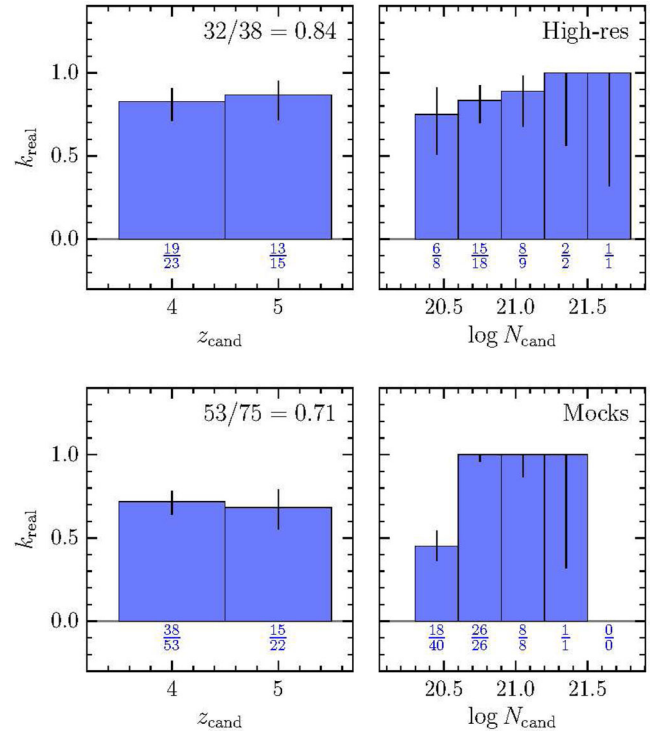 32/38 = 0.84
k_real
1.0
0.5
0.0
19/23 13/15
4 5
z_cand
High-res
6/8 15/18 8/9 2/2 1/1
20.5 21.0 21.5
log N_cand
53/75 = 0.71
k_real
1.0
0.5
0.0
38/53 15/22
4 5
z_cand
Mocks
18/40 26/26 8/8 1/1 0/0
20.5 21.0 21.5
log N_cand